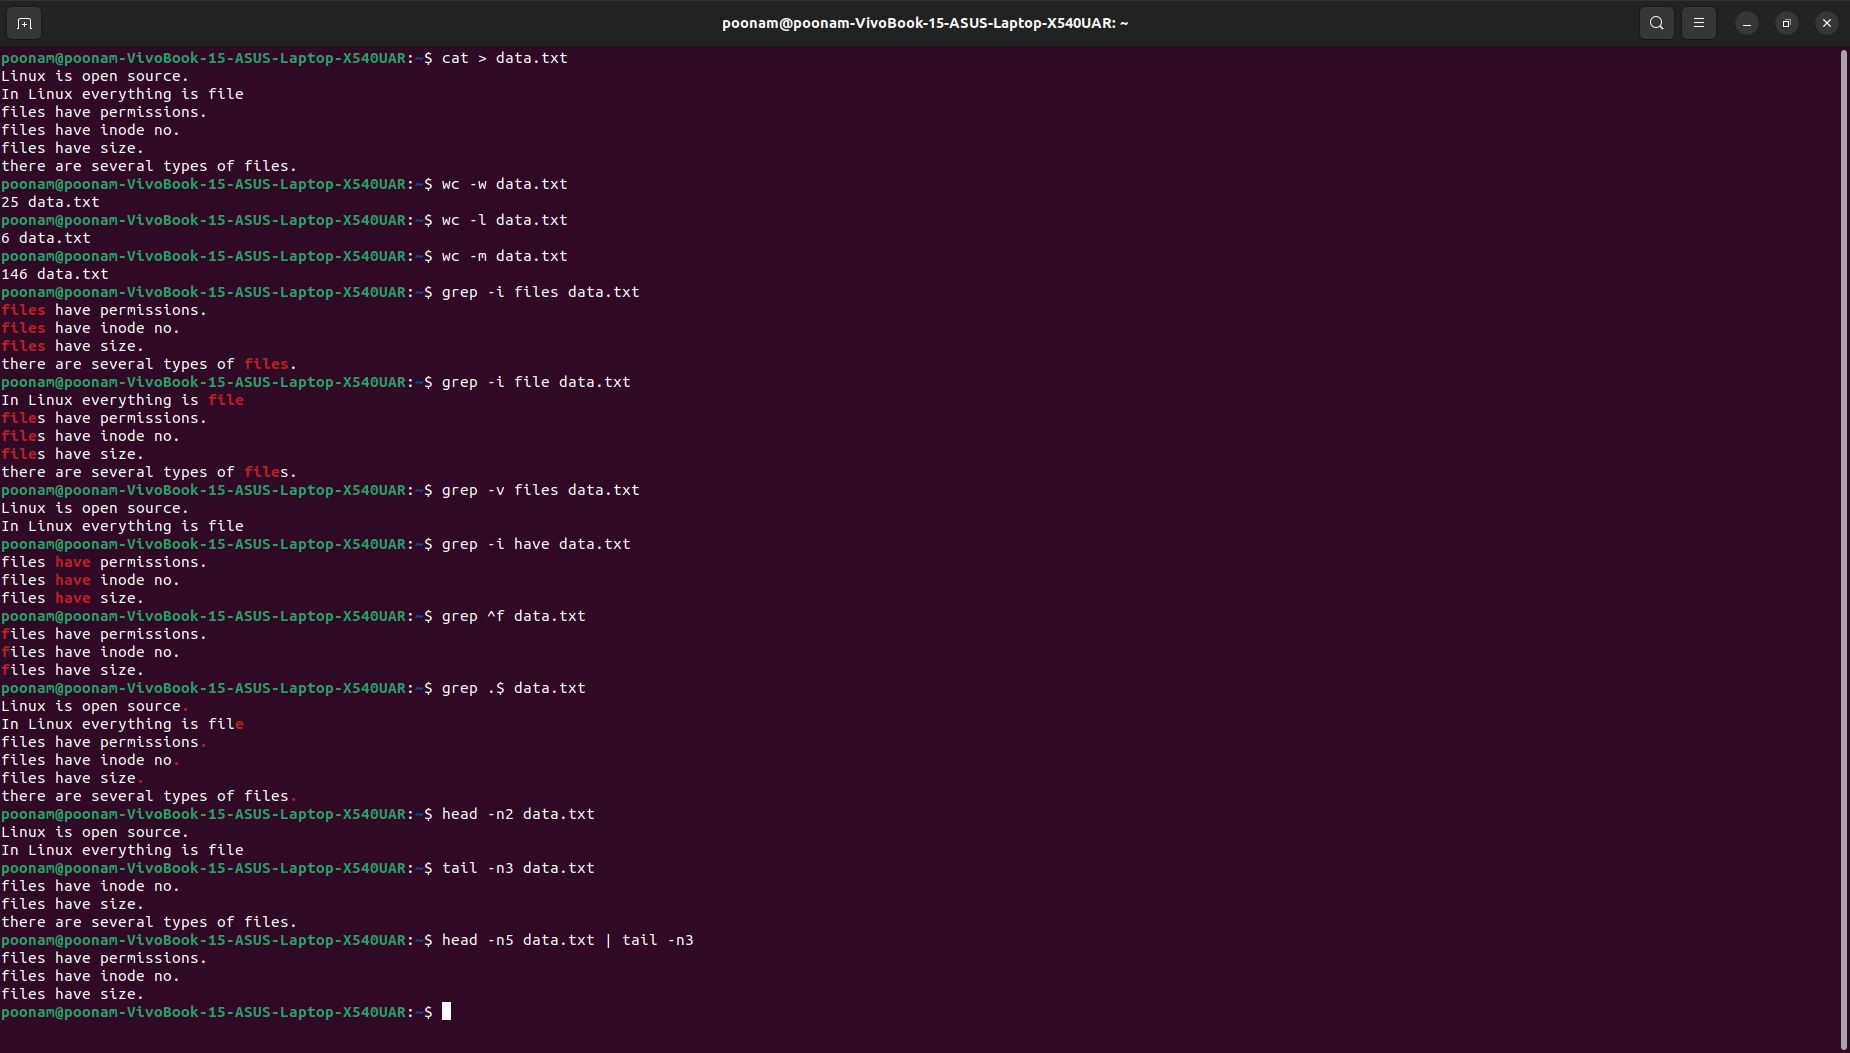 poonam@poonam-VivoBook-15-ASUS-Laptop-X540UAR: ~
poonam@poonam-VivoBook-15-ASUS-Laptop-X540UAR:~$ cat > data.txt
Linux is open source.
In Linux everything is file
files have permissions.
files have inode no.
files have size.
there are several types of files.
poonam@poonam-VivoBook-15-ASUS-Laptop-X540UAR:~$ wc -w data.txt
25 data.txt
poonam@poonam-VivoBook-15-ASUS-Laptop-X540UAR:~$ wc -l data.txt
6 data.txt
poonam@poonam-VivoBook-15-ASUS-Laptop-X540UAR:~$ wc -m data.txt
146 data.txt
poonam@poonam-VivoBook-15-ASUS-Laptop-X540UAR:~$ grep -i files data.txt
files have permissions.
files have inode no.
files have size.
there are several types of files.
poonam@poonam-VivoBook-15-ASUS-Laptop-X540UAR:~$ grep -i file data.txt
In Linux everything is file
files have permissions.
files have inode no.
files have size.
there are several types of files.
poonam@poonam-VivoBook-15-ASUS-Laptop-X540UAR:~$ grep -v files data.txt
Linux is open source.
In Linux everything is file
poonam@poonam-VivoBook-15-ASUS-Laptop-X540UAR:~$ grep -i have data.txt
files have permissions.
files have inode no.
files have size.
poonam@poonam-VivoBook-15-ASUS-Laptop-X540UAR:~$ grep ^f data.txt
files have permissions.
files have inode no.
files have size.
poonam@poonam-VivoBook-15-ASUS-Laptop-X540UAR:~$ grep .$ data.txt
Linux is open source.
In Linux everything is file
files have permissions.
files have inode no.
files have size.
there are several types of files.
poonam@poonam-VivoBook-15-ASUS-Laptop-X540UAR:~$ head -n2 data.txt
Linux is open source.
In Linux everything is file
poonam@poonam-VivoBook-15-ASUS-Laptop-X540UAR:~$ tail -n3 data.txt
files have inode no.
files have size.
there are several types of files.
poonam@poonam-VivoBook-15-ASUS-Laptop-X540UAR:~$ head -n5 data.txt | tail -n3
files have permissions.
files have inode no.
files have size.
poonam@poonam-VivoBook-15-ASUS-Laptop-X540UAR:~$